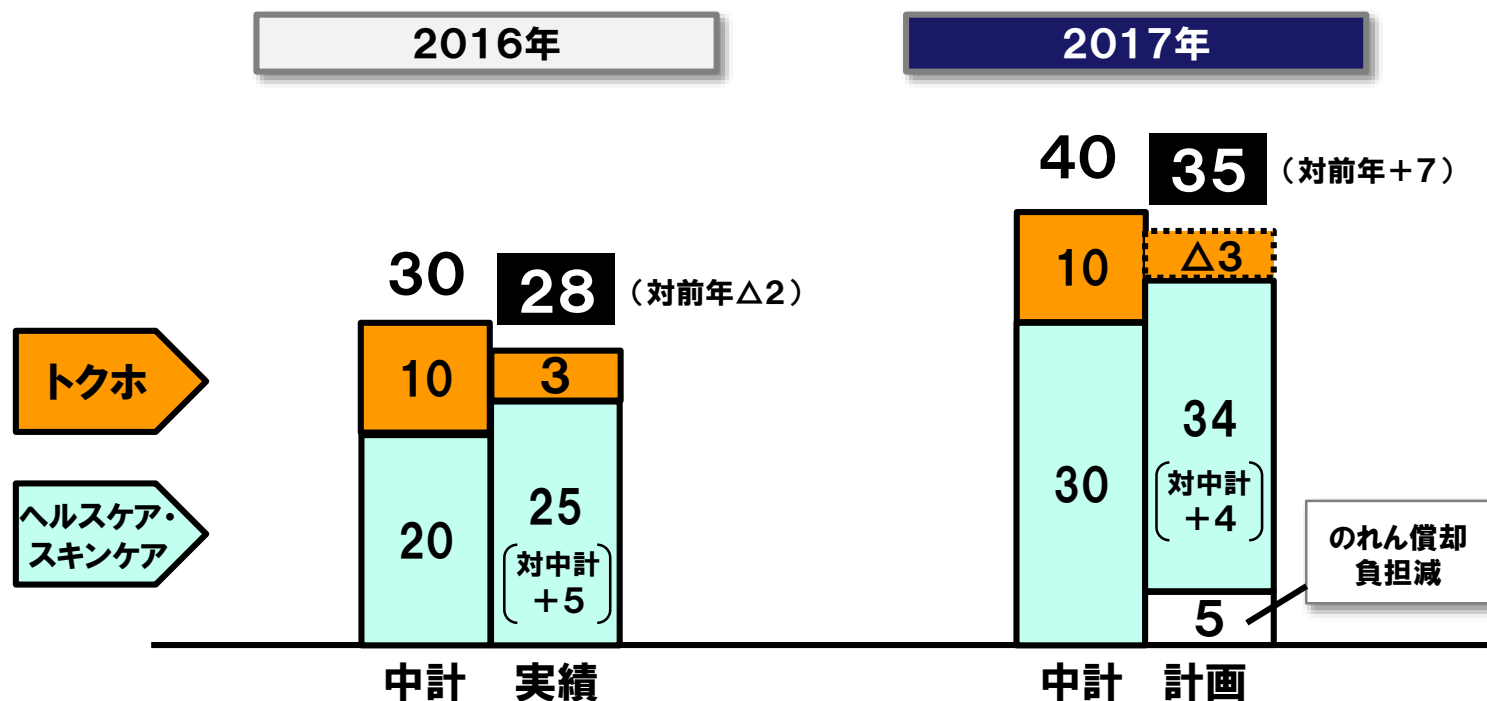 2016年
2017年
30
28
（対前年△2）
40
35
（対前年＋7）
トクホ
10
3
10
△3
ヘルスケア・
スキンケア
20
25
対中計
＋5
30
34
対中計
＋4
5
のれん償却
負担減
中計
実績
中計
計画